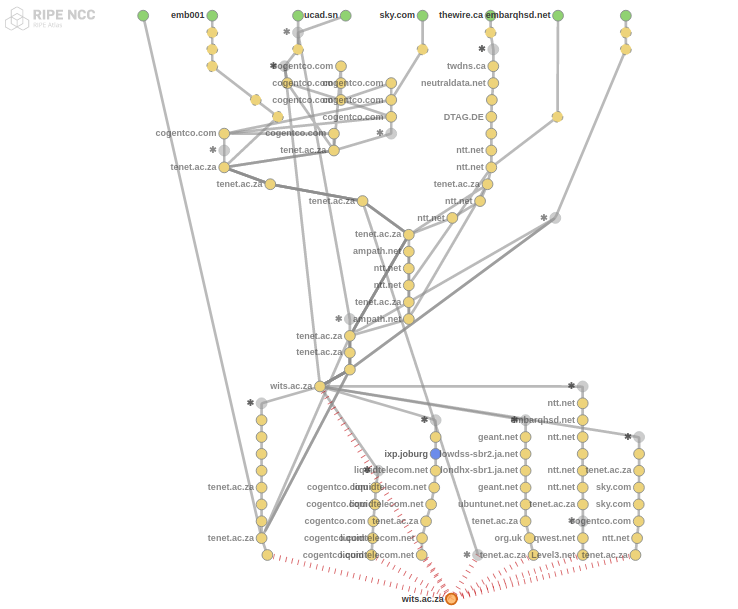 RIPE NCC
RIPE Atlas
emb001
ucad.sn
sky.com
thewire.ca
embarqhsd.net
*
*
*cogentco.com
twdns.ca
cogentco.com
cogentco.com
neutraldata.net
cogentco.com
cogentco.com
cogentco.com
DTAG.DE
cogentco.com
cogentco.com
*
*
tenet.ac.za
ntt.net
tenet.ac.za
ntt.net
tenet.ac.za
tenet.ac.za
tenet.ac.za
ntt.net
ntt.net
*
tenet.ac.za
ampath.net
ntt.net
ntt.net
tenet.ac.za
*
ampath.net
tenet.ac.za
tenet.ac.za
wits.ac.za
*
*
ntt.net
*
*
embarqhsd.net
geant.net
ntt.net
*
ixp.joburg
lowdss-sbr2.ja.net
*
liquidtelecom.net
londhx-sbr1.ja.net
ntt.net
tenet.ac.za
tenet.ac.za
cogentco.com
liquidtelecom.net
geant.net
ntt.net
sky.com
cogentco.com
liquidtelecom.net
ubuntunet.net
tenet.ac.za
sky.com
cogentco.com
tenet.ac.za
tenet.ac.za
*
cogentco.com
tenet.ac.za
cogentco.com
liquidtelecom.net
org.uk
qwest.net
ntt.net
cogentco.com
liquidtelecom.net
*
tenet.ac.za
Level3.net
tenet.ac.za
wits.ac.za